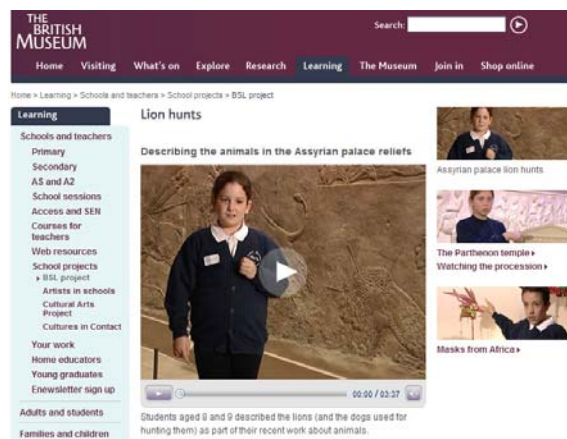 THE
BRITISH
MUSEUM
Search:
Home Visiting What's on Explore Research Learning The Museum Join in Shop online
Home > Learning > Schools and teachers > School projects > BSL project
Learning
Schools and teachers
Primary
Secondary
AS and A2
School sessions
Access and SEN
Courses for
teachers
Web resources
School projects
BSL project
Artists in schools
Cultural Arts
Project
Cultures in Contact
Your work
Home educators
Young graduates
Enewsletter sign up
Adults and students
Families and children
Lion hunts
Describing the animals in the Assyrian palace reliefs
00:00 / 03:37
Students aged 8 and 9 described the lions (and the dogs used for
hunting them) as part of their recent work about animals.
Assyrian palace lion hunts
The Parthenon temple
Watching the procession
Masks from Africa